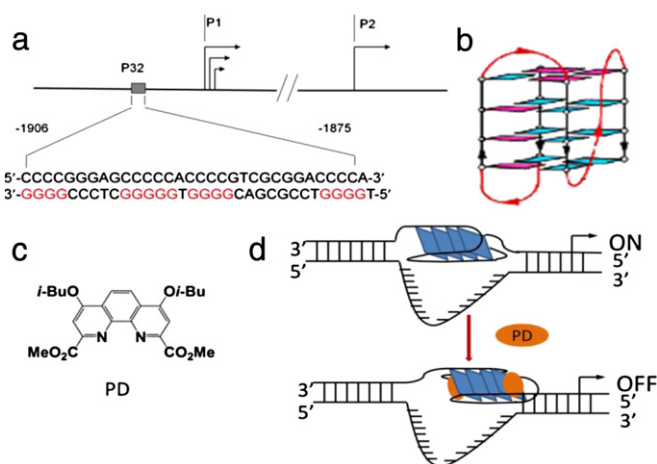 a
P1
P2
P32
-1906
-1875
5′-CCCCGGGAGCCCCCACCCCGTCGCGGACCCCA-3′
3′-GGGGCCCTCGGGGGTGGGGCAGCGCCTGGGGT-5′
b
c
i-BuO
Oi-Bu
N
N
MeO₂C
CO₂Me
PD
d
3′
5′
ON
5′
3′
PD
3′
5′
OFF
5′
3′